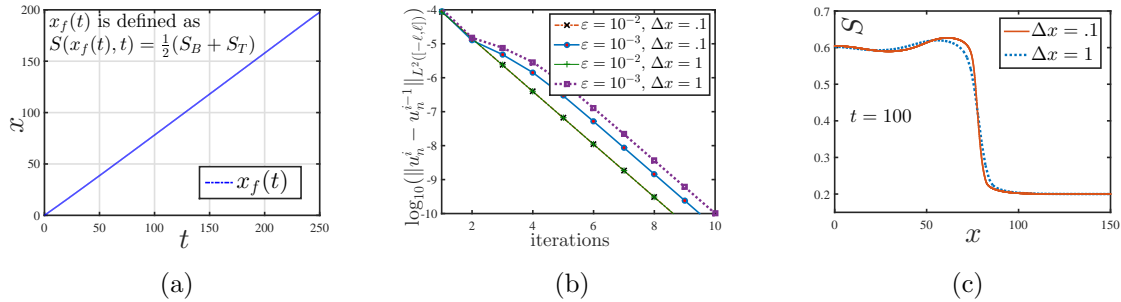 x_f(t) is defined as
S(x_f(t), t) = 1/2(S_B + S_T)
200
150
100
50
0
x
0 50 100 150 200 250
t
x_f(t)
(a)
-4
-5
-6
-7
-8
-9
-10
log_10(‖u_n^i − u_n^{i−1}‖_{L^2([−ℓ,ℓ])})
ε = 10^{-2}, Δx = .1
ε = 10^{-3}, Δx = .1
ε = 10^{-2}, Δx = 1
ε = 10^{-3}, Δx = 1
2 4 6 8 10
iterations
(b)
S
0.7
0.6
0.5
0.4
0.3
0.2
Δx = .1
Δx = 1
t = 100
0 50 100 150
x
(c)